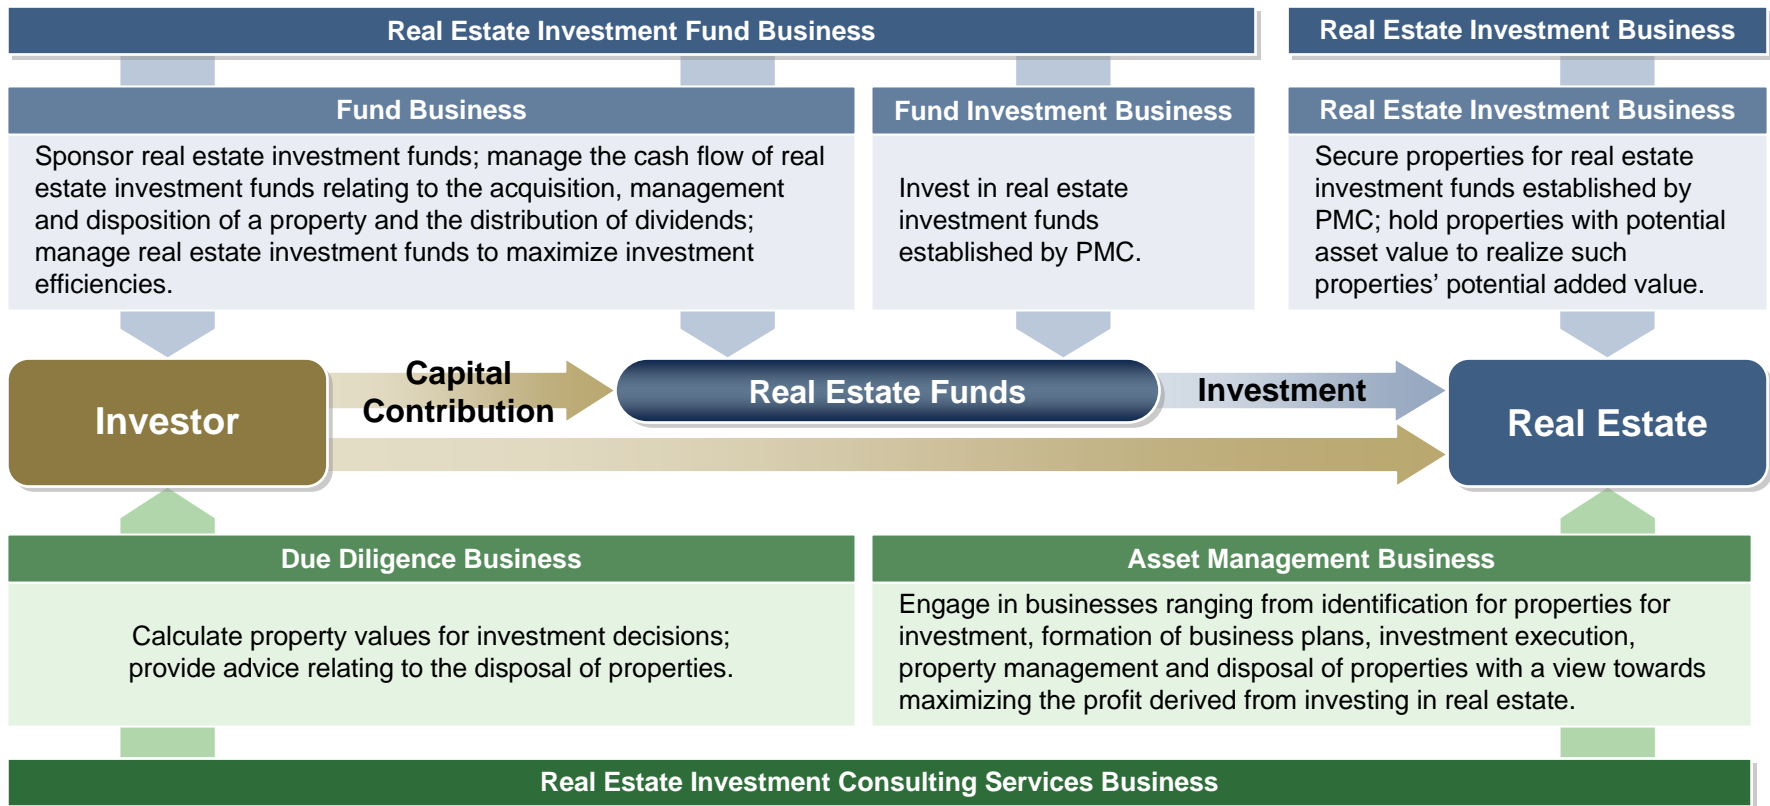 Real Estate Investment Fund Business
Real Estate Investment Business
Fund Business
Sponsor real estate investment funds; manage the cash flow of real
estate investment funds relating to the acquisition, management
and disposition of a property and the distribution of dividends;
manage real estate investment funds to maximize investment
efficiencies.
Fund Investment Business
Invest in real estate
investment funds
established by PMC.
Real Estate Investment Business
Secure properties for real estate
investment funds established by
PMC; hold properties with potential
asset value to realize such
properties’ potential added value.
Investor
Capital
Contribution
Real Estate Funds
Investment
Real Estate
Due Diligence Business
Calculate property values for investment decisions;
provide advice relating to the disposal of properties.
Asset Management Business
Engage in businesses ranging from identification for properties for
investment, formation of business plans, investment execution,
property management and disposal of properties with a view towards
maximizing the profit derived from investing in real estate.
Real Estate Investment Consulting Services Business